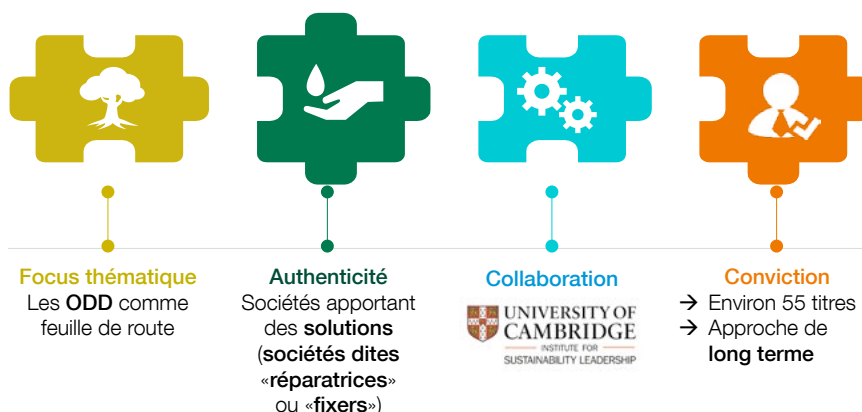 Focus thématique
Les ODD comme
feuille de route
Authenticité
Sociétés apportant
des solutions
(sociétés dites
«réparatrices»
ou «fixers»)
Collaboration
UNIVERSITY OF
CAMBRIDGE
INSTITUTE FOR
SUSTAINABILITY LEADERSHIP
Conviction
→ Environ 55 titres
→ Approche de
long terme